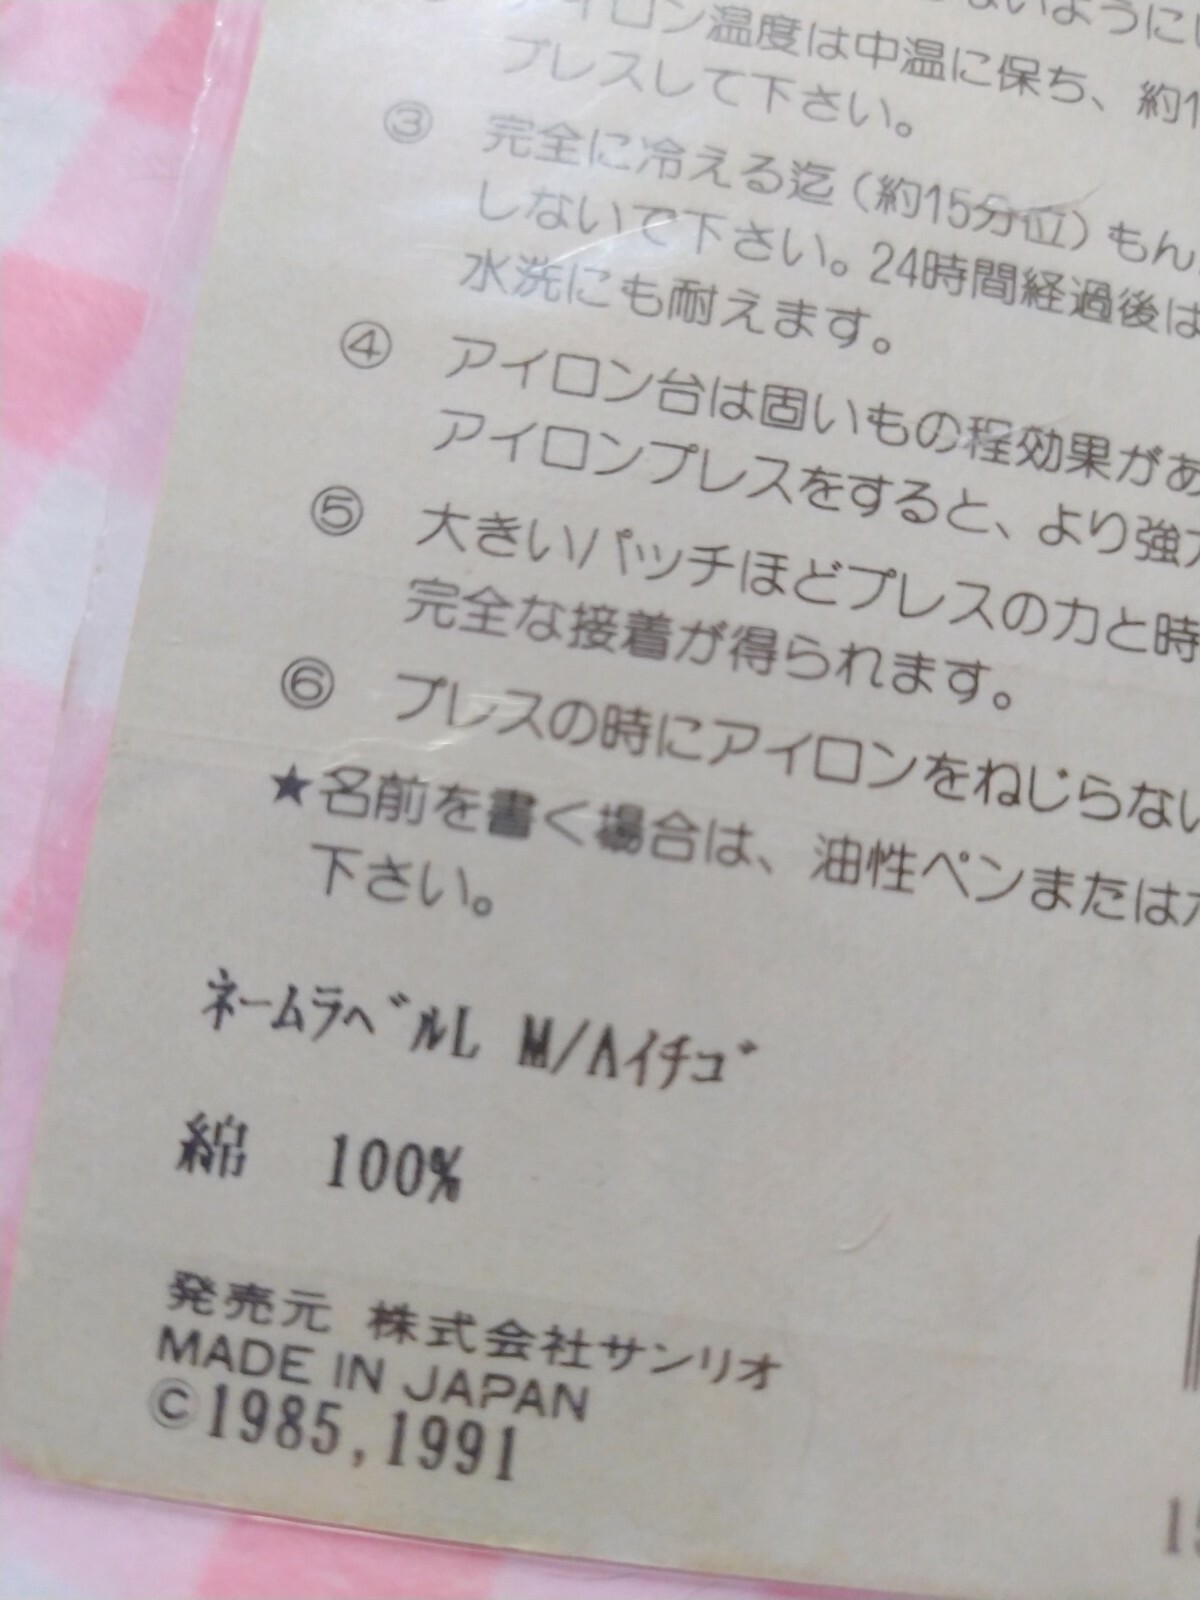 ないように
アイロン温度は中温に保ち、約1
プレスして下さい。
③ 完全に冷える迄(約15分位)もん
しないで下さい。24時間経過後は
水洗にも耐えます。
④ アイロン台は固いもの程効果があ
アイロンプレスをすると、より強力
⑤ 大きいパッチほどプレスの力と時
完全な接着が得られます。
⑥ プレスの時にアイロンをねじらない
★名前を書く場合は、油性ペンまたは
下さい。
ネームラベルL M/Aイチゴ
綿 100%
発売元 株式会社サンリオ
MADE IN JAPAN
©1985,1991
15